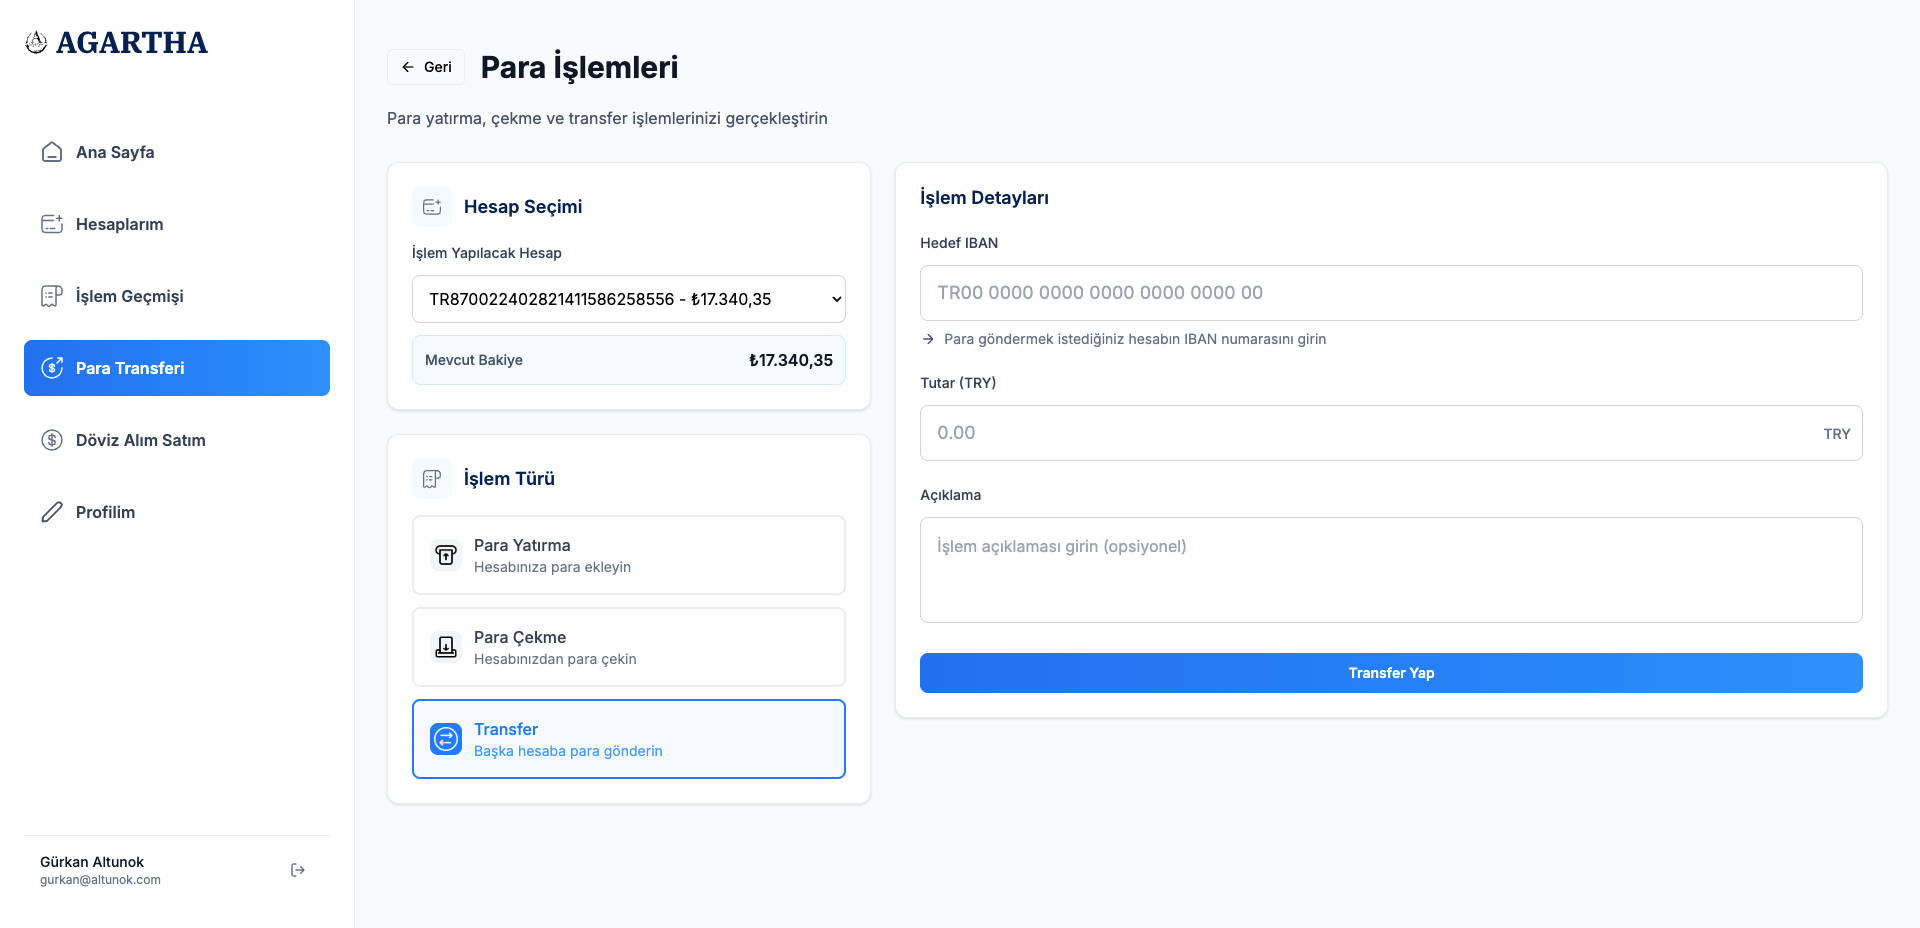 AGARTHA
Ana Sayfa
Hesaplarım
İşlem Geçmişi
Para Transferi
Döviz Alım Satım
Profilim
Gürkan Altunok
gurkan@altunok.com
Geri
Para İşlemleri
Para yatırma, çekme ve transfer işlemlerinizi gerçekleştirin
Hesap Seçimi
İşlem Yapılacak Hesap
TR870022402821411586258556 - ₺17.340,35
Mevcut Bakiye
₺17.340,35
İşlem Türü
Para Yatırma
Hesabınıza para ekleyin
Para Çekme
Hesabınızdan para çekin
Transfer
Başka hesaba para gönderin
İşlem Detayları
Hedef IBAN
TR00 0000 0000 0000 0000 0000 00
Para göndermek istediğiniz hesabın IBAN numarasını girin
Tutar (TRY)
0.00
TRY
Açıklama
İşlem açıklaması girin (opsiyonel)
Transfer Yap